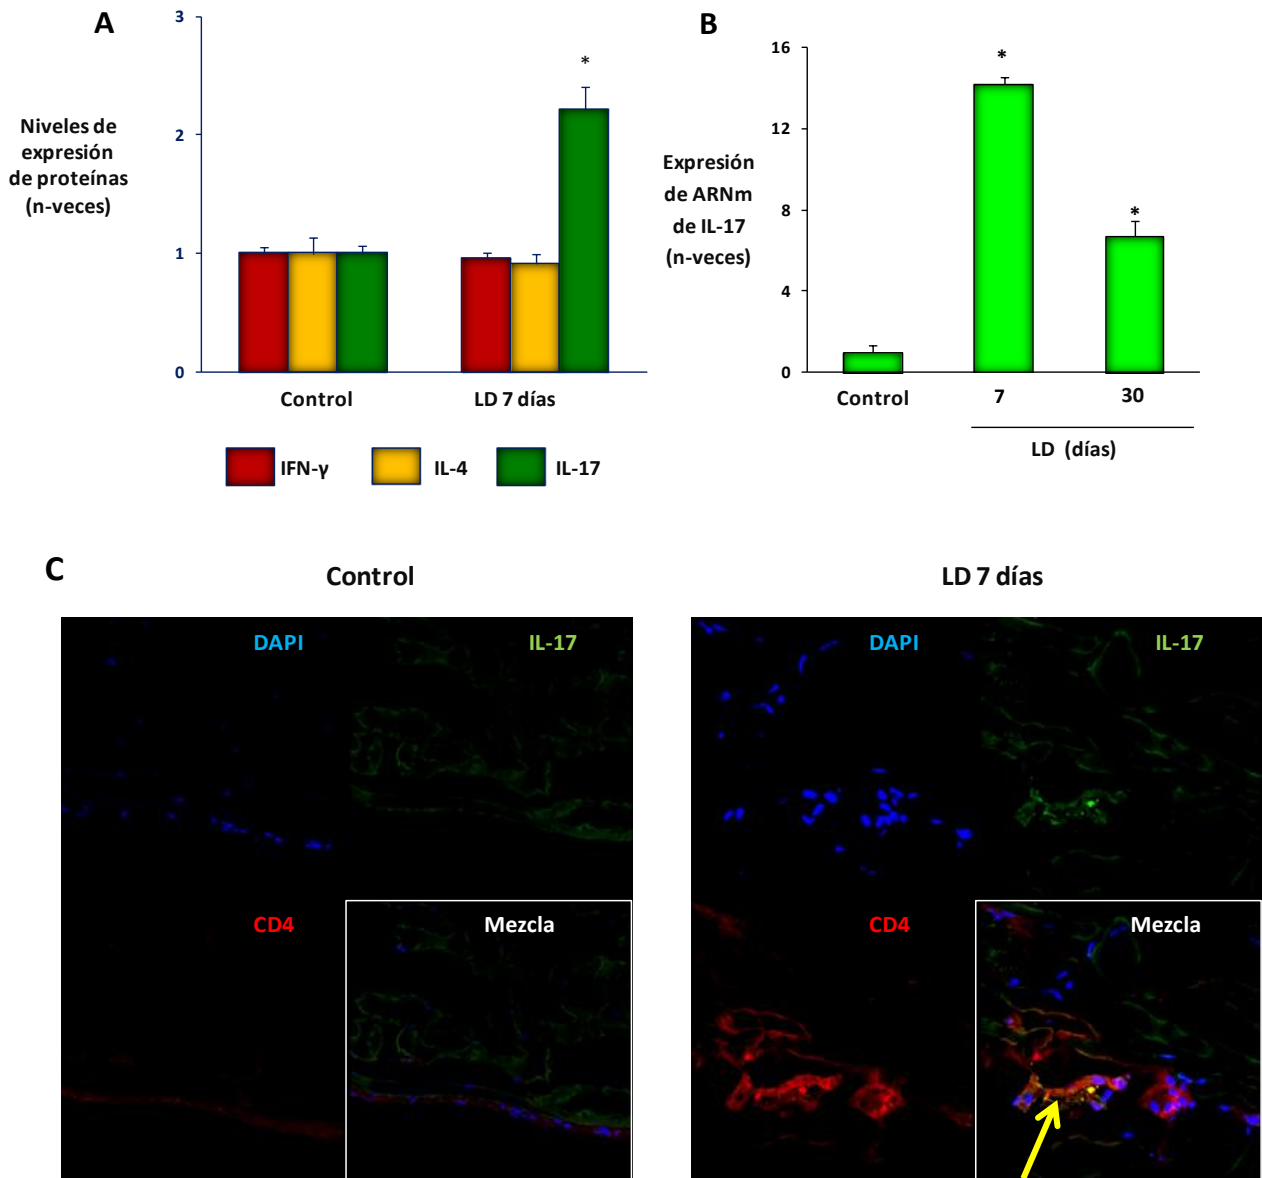 A
3
2
1
0
Niveles de
expresión
de proteínas
(n-veces)
*
Control
LD 7 días
IFN-γ
IL-4
IL-17
B
16
12
8
4
0
Expresión
de ARNm
de IL-17
(n-veces)
*
*
Control
7
30
LD (días)
C
Control
LD 7 días
DAPI
IL-17
CD4
Mezcla
DAPI
IL-17
CD4
Mezcla